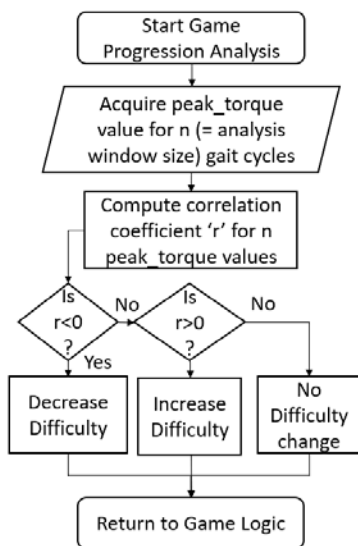 Start Game
Progression Analysis
Acquire peak_torque
value for n (= analysis
window size) gait cycles
Compute correlation
coefficient ‘r’ for n
peak_torque values
Is
r<0
?
No
Is
r>0
?
No
Yes
Decrease
Difficulty
Increase
Difficulty
No
Difficulty
change
Return to Game Logic